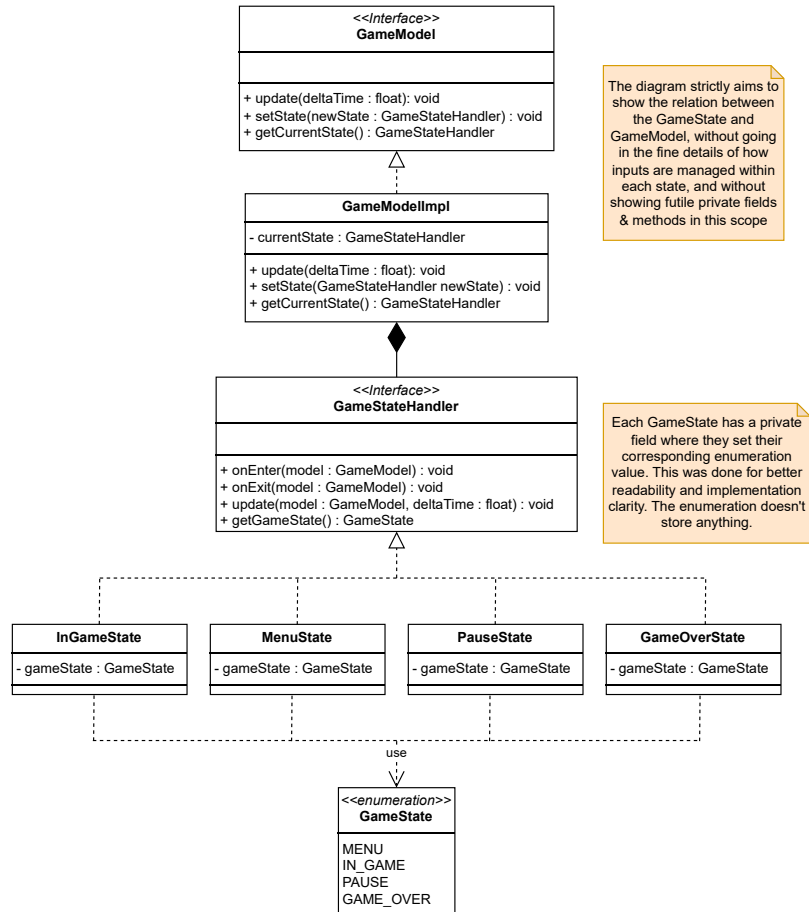 <<Interface>>
GameModel
+ update(deltaTime : float): void
+ setState(newState : GameStateHandler) : void
+ getCurrentState() : GameStateHandler
The diagram strictly aims to
show the relation between
the GameState and
GameModel, without going
in the fine details of how
inputs are managed within
each state, and without
showing futile private fields
& methods in this scope
GameModelImpl
- currentState : GameStateHandler
+ update(deltaTime : float): void
+ setState(GameStateHandler newState) : void
+ getCurrentState() : GameStateHandler
<<Interface>>
GameStateHandler
+ onEnter(model : GameModel) : void
+ onExit(model : GameModel) : void
+ update(model : GameModel, deltaTime : float) : void
+ getGameState() : GameState
Each GameState has a private
field where they set their
corresponding enumeration
value. This was done for better
readability and implementation
clarity. The enumeration doesn't
store anything.
InGameState
- gameState : GameState
MenuState
- gameState : GameState
PauseState
- gameState : GameState
GameOverState
- gameState : GameState
use
<<enumeration>>
GameState
MENU
IN_GAME
PAUSE
GAME_OVER